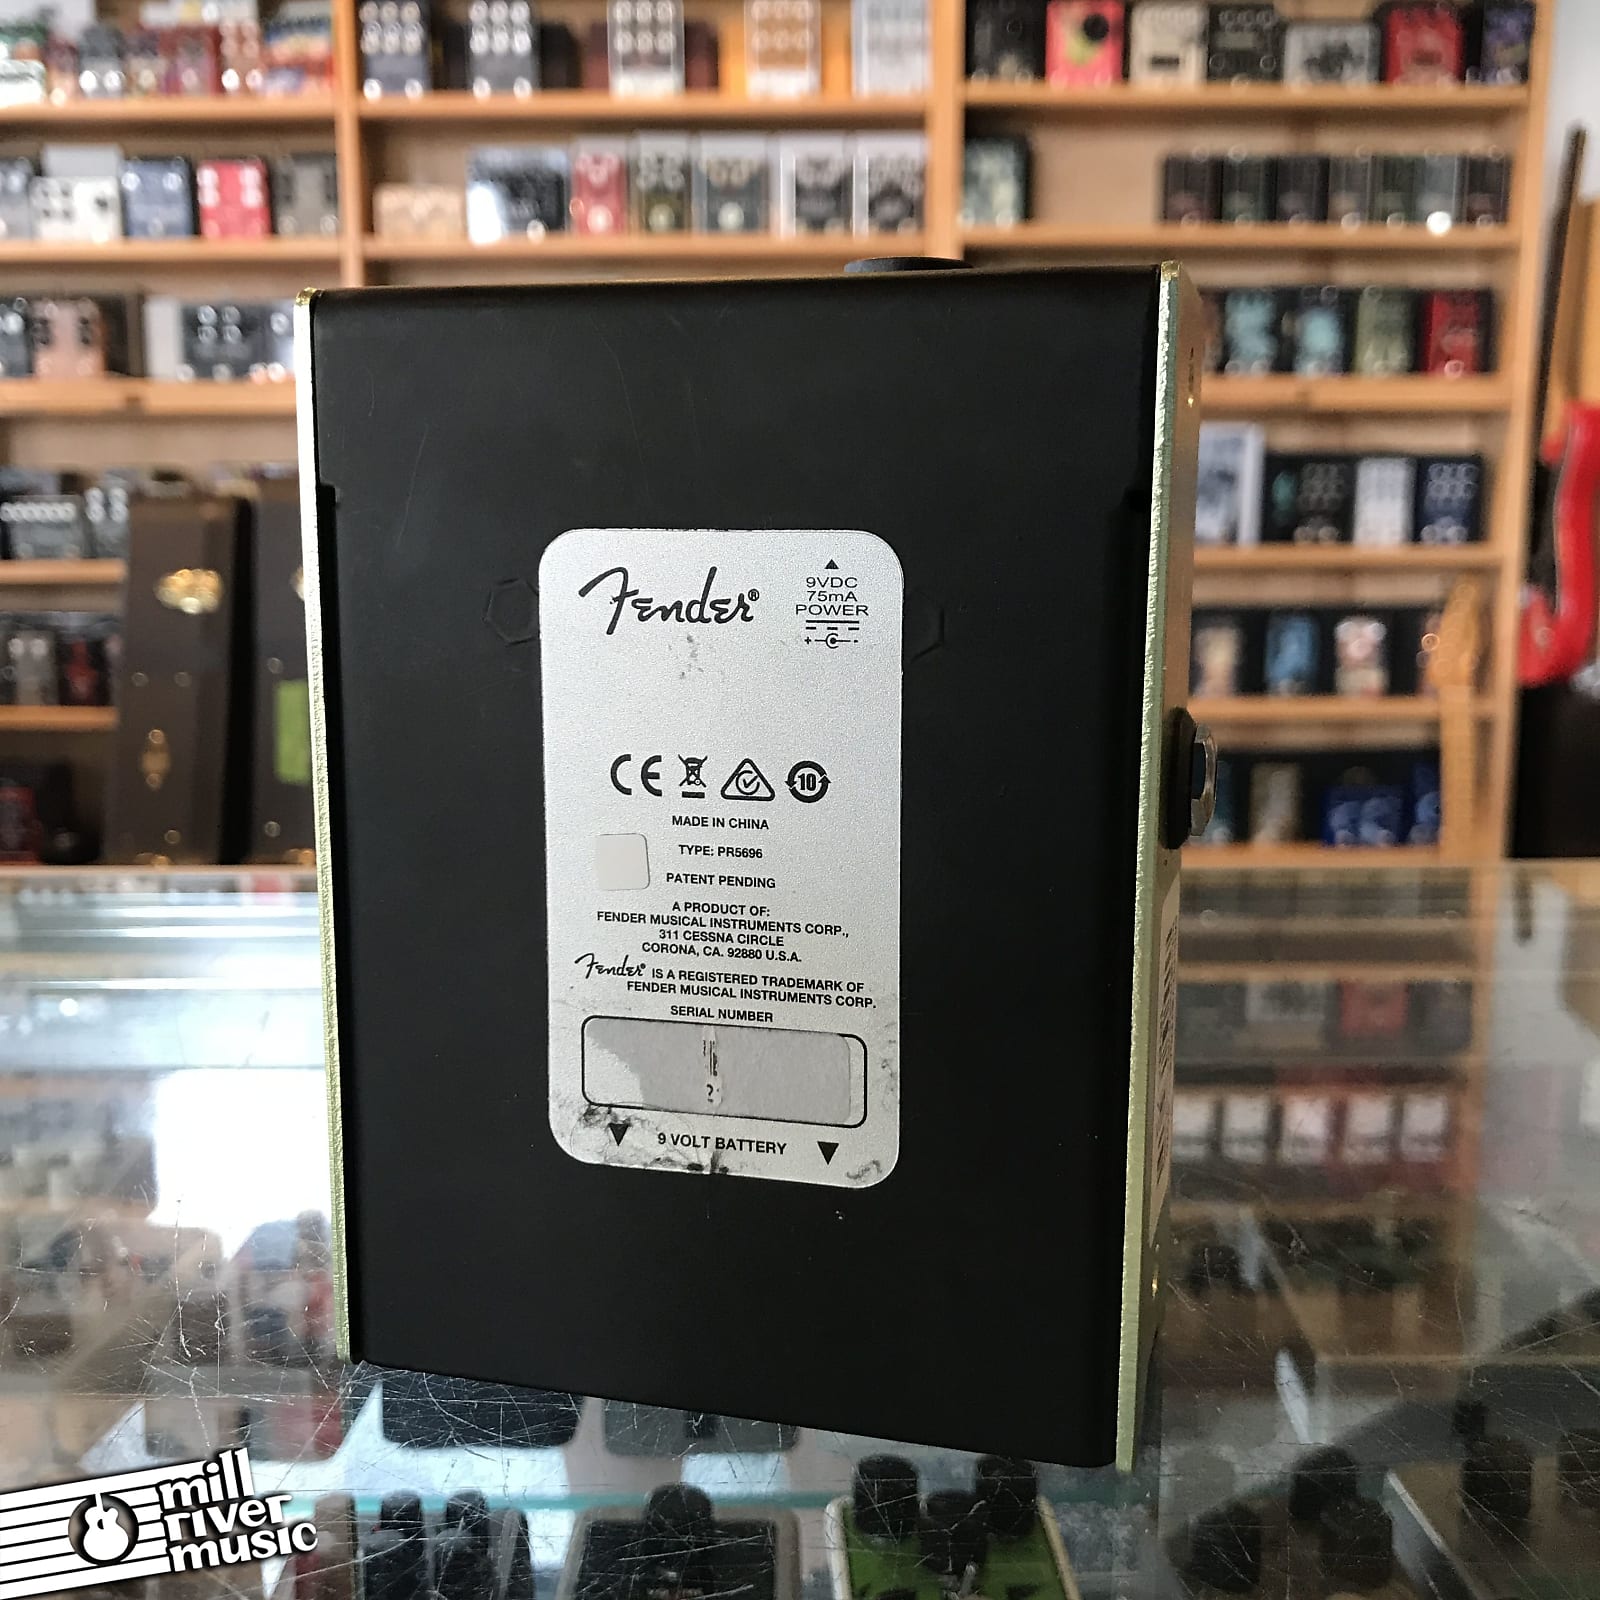 Fender®
9VDC
75mA
POWER
+ -
CE
10
MADE IN CHINA
TYPE: PR5696
PATENT PENDING
A PRODUCT OF:
FENDER MUSICAL INSTRUMENTS CORP.,
311 CESSNA CIRCLE
CORONA, CA. 92880 U.S.A.
Fender® IS A REGISTERED TRADEMARK OF
FENDER MUSICAL INSTRUMENTS CORP.
SERIAL NUMBER
9 VOLT BATTERY
mill
river
music